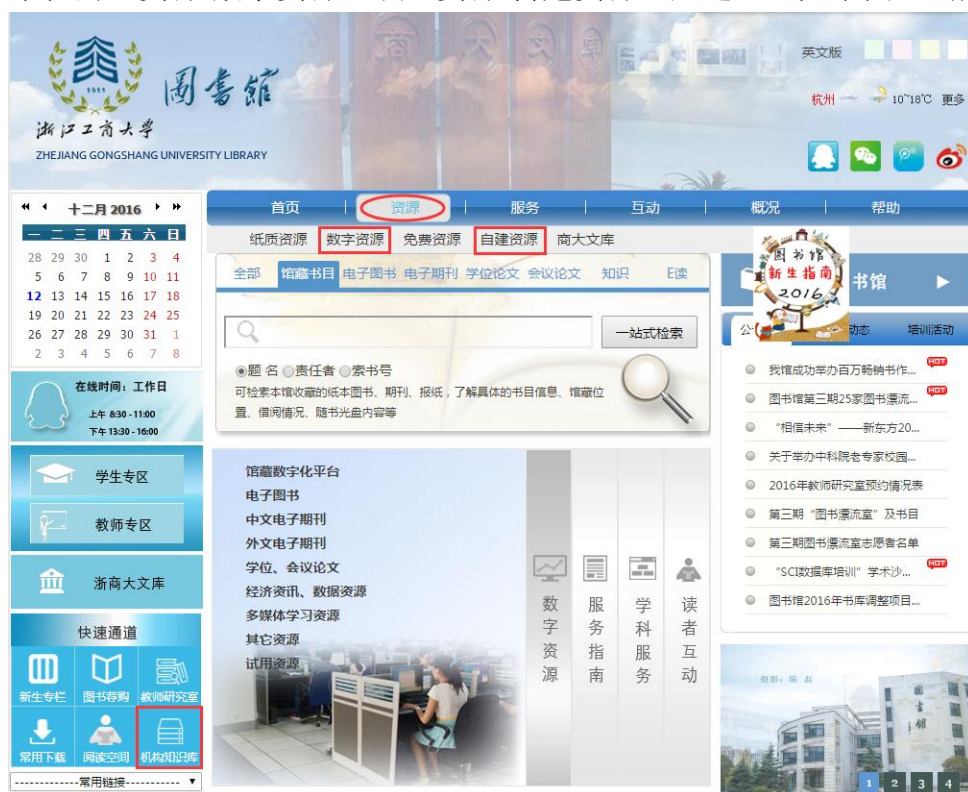 1911
圖書館
浙江工商大学
ZHEJIANG GONGSHANG UNIVERSITY LIBRARY
英文版
杭州 10~18℃ 更多
首页 资源 服务 互动 概况 帮助
纸质资源 数字资源 免费资源 自建资源 商大文库
十二月 2016
一 二 三 四 五 六 日
28 29 30 1 2 3 4
5 6 7 8 9 10 11
12 13 14 15 16 17 18
19 20 21 22 23 24 25
26 27 28 29 30 31 1
2 3 4 5 6 7 8
在线时间：工作日
上午 8:30 - 11:00
下午 13:30 - 16:00
学生专区
教师专区
浙商大文库
快速通道
新生专栏 图书荐购 教师研究室
常用下载 阅读空间 机构知识库
------------常用链接-----------
全部 馆藏书目 电子图书 电子期刊 学位论文 会议论文 知识 E读
一站式检索
题 名 责任者 索书号
可检索本馆收藏的纸本图书、期刊、报纸，了解具体的书目信息、馆藏位
置、借阅情况、随书光盘内容等
馆藏数字化平台
电子图书
中文电子期刊
外文电子期刊
学位、会议论文
经济资讯、数据资源
多媒体学习资源
其它资源
试用资源
数字资源
服务指南
学科服务
读者互动
图书馆
新生指南
2016
书馆
公 动态 培训活动
我馆成功举办百万畅销书作... HOT
图书馆第三期25家图书漂流... HOT
“相信未来”——新东方20...
关于举办中科院老专家校园...
2016年教师研究室预约情况表
第三期“图书漂流室”及书目
第三期图书漂流室志愿者名单
“SCI数据库培训”学术沙... HOT
图书馆2016年书库调整项目...
摄影：陈
圖書館
1 2 3 4